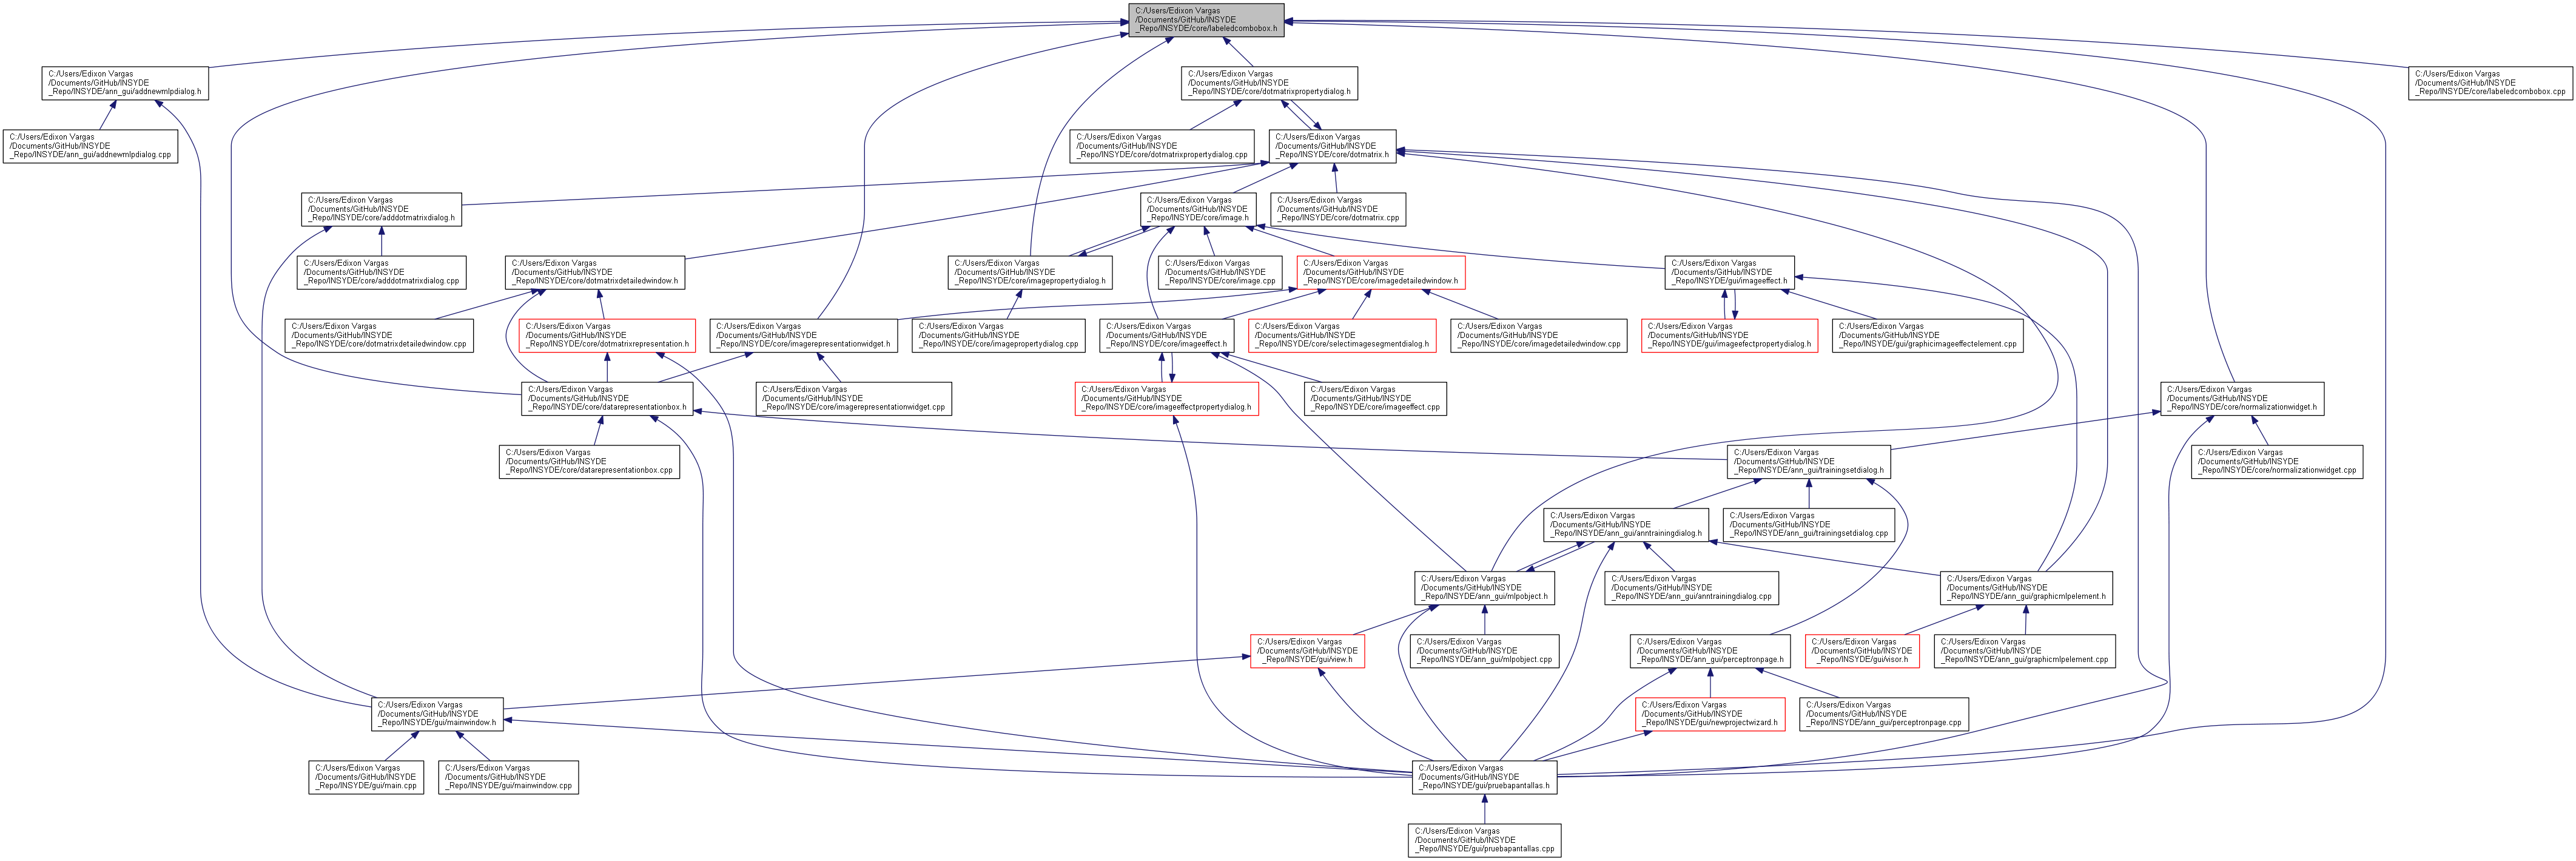 C:/Users/Edixon Vargas
/Documents/GitHub/INSYDE
_Repo/INSYDE/core/labeledcombobox.h
C:/Users/Edixon Vargas
/Documents/GitHub/INSYDE
_Repo/INSYDE/ann_gui/addnewmlpdialog.h
C:/Users/Edixon Vargas
/Documents/GitHub/INSYDE
_Repo/INSYDE/core/dotmatrixpropertydialog.h
C:/Users/Edixon Vargas
/Documents/GitHub/INSYDE
_Repo/INSYDE/core/labeledcombobox.cpp
C:/Users/Edixon Vargas
/Documents/GitHub/INSYDE
_Repo/INSYDE/ann_gui/addnewmlpdialog.cpp
C:/Users/Edixon Vargas
/Documents/GitHub/INSYDE
_Repo/INSYDE/core/dotmatrixpropertydialog.cpp
C:/Users/Edixon Vargas
/Documents/GitHub/INSYDE
_Repo/INSYDE/core/dotmatrix.h
C:/Users/Edixon Vargas
/Documents/GitHub/INSYDE
_Repo/INSYDE/core/adddotmatrixdialog.h
C:/Users/Edixon Vargas
/Documents/GitHub/INSYDE
_Repo/INSYDE/core/image.h
C:/Users/Edixon Vargas
/Documents/GitHub/INSYDE
_Repo/INSYDE/core/dotmatrix.cpp
C:/Users/Edixon Vargas
/Documents/GitHub/INSYDE
_Repo/INSYDE/core/adddotmatrixdialog.cpp
C:/Users/Edixon Vargas
/Documents/GitHub/INSYDE
_Repo/INSYDE/core/dotmatrixdetailedwindow.h
C:/Users/Edixon Vargas
/Documents/GitHub/INSYDE
_Repo/INSYDE/core/imagepropertydialog.h
C:/Users/Edixon Vargas
/Documents/GitHub/INSYDE
_Repo/INSYDE/core/image.cpp
C:/Users/Edixon Vargas
/Documents/GitHub/INSYDE
_Repo/INSYDE/core/imagedetailedwindow.h
C:/Users/Edixon Vargas
/Documents/GitHub/INSYDE
_Repo/INSYDE/gui/imageeffect.h
C:/Users/Edixon Vargas
/Documents/GitHub/INSYDE
_Repo/INSYDE/core/dotmatrixdetailedwindow.cpp
C:/Users/Edixon Vargas
/Documents/GitHub/INSYDE
_Repo/INSYDE/core/dotmatrixrepresentation.h
C:/Users/Edixon Vargas
/Documents/GitHub/INSYDE
_Repo/INSYDE/core/imagerepresentationwidget.h
C:/Users/Edixon Vargas
/Documents/GitHub/INSYDE
_Repo/INSYDE/core/imagepropertydialog.cpp
C:/Users/Edixon Vargas
/Documents/GitHub/INSYDE
_Repo/INSYDE/core/imageeffect.h
C:/Users/Edixon Vargas
/Documents/GitHub/INSYDE
_Repo/INSYDE/core/selectimagesegmentdialog.h
C:/Users/Edixon Vargas
/Documents/GitHub/INSYDE
_Repo/INSYDE/core/imagedetailedwindow.cpp
C:/Users/Edixon Vargas
/Documents/GitHub/INSYDE
_Repo/INSYDE/gui/imageefectpropertydialog.h
C:/Users/Edixon Vargas
/Documents/GitHub/INSYDE
_Repo/INSYDE/gui/graphicimageeffectelement.cpp
C:/Users/Edixon Vargas
/Documents/GitHub/INSYDE
_Repo/INSYDE/core/datarepresentationbox.h
C:/Users/Edixon Vargas
/Documents/GitHub/INSYDE
_Repo/INSYDE/core/imagerepresentationwidget.cpp
C:/Users/Edixon Vargas
/Documents/GitHub/INSYDE
_Repo/INSYDE/core/imageeffectpropertydialog.h
C:/Users/Edixon Vargas
/Documents/GitHub/INSYDE
_Repo/INSYDE/core/imageeffect.cpp
C:/Users/Edixon Vargas
/Documents/GitHub/INSYDE
_Repo/INSYDE/core/normalizationwidget.h
C:/Users/Edixon Vargas
/Documents/GitHub/INSYDE
_Repo/INSYDE/core/datarepresentationbox.cpp
C:/Users/Edixon Vargas
/Documents/GitHub/INSYDE
_Repo/INSYDE/ann_gui/trainingsetdialog.h
C:/Users/Edixon Vargas
/Documents/GitHub/INSYDE
_Repo/INSYDE/core/normalizationwidget.cpp
C:/Users/Edixon Vargas
/Documents/GitHub/INSYDE
_Repo/INSYDE/ann_gui/anntrainingdialog.h
C:/Users/Edixon Vargas
/Documents/GitHub/INSYDE
_Repo/INSYDE/ann_gui/trainingsetdialog.cpp
C:/Users/Edixon Vargas
/Documents/GitHub/INSYDE
_Repo/INSYDE/ann_gui/mlpobject.h
C:/Users/Edixon Vargas
/Documents/GitHub/INSYDE
_Repo/INSYDE/ann_gui/anntrainingdialog.cpp
C:/Users/Edixon Vargas
/Documents/GitHub/INSYDE
_Repo/INSYDE/ann_gui/graphicmlpelement.h
C:/Users/Edixon Vargas
/Documents/GitHub/INSYDE
_Repo/INSYDE/gui/view.h
C:/Users/Edixon Vargas
/Documents/GitHub/INSYDE
_Repo/INSYDE/ann_gui/mlpobject.cpp
C:/Users/Edixon Vargas
/Documents/GitHub/INSYDE
_Repo/INSYDE/ann_gui/perceptronpage.h
C:/Users/Edixon Vargas
/Documents/GitHub/INSYDE
_Repo/INSYDE/gui/visor.h
C:/Users/Edixon Vargas
/Documents/GitHub/INSYDE
_Repo/INSYDE/ann_gui/graphicmlpelement.cpp
C:/Users/Edixon Vargas
/Documents/GitHub/INSYDE
_Repo/INSYDE/gui/mainwindow.h
C:/Users/Edixon Vargas
/Documents/GitHub/INSYDE
_Repo/INSYDE/gui/newprojectwizard.h
C:/Users/Edixon Vargas
/Documents/GitHub/INSYDE
_Repo/INSYDE/ann_gui/perceptronpage.cpp
C:/Users/Edixon Vargas
/Documents/GitHub/INSYDE
_Repo/INSYDE/gui/main.cpp
C:/Users/Edixon Vargas
/Documents/GitHub/INSYDE
_Repo/INSYDE/gui/mainwindow.cpp
C:/Users/Edixon Vargas
/Documents/GitHub/INSYDE
_Repo/INSYDE/gui/pruebapantallas.h
C:/Users/Edixon Vargas
/Documents/GitHub/INSYDE
_Repo/INSYDE/gui/pruebapantallas.cpp